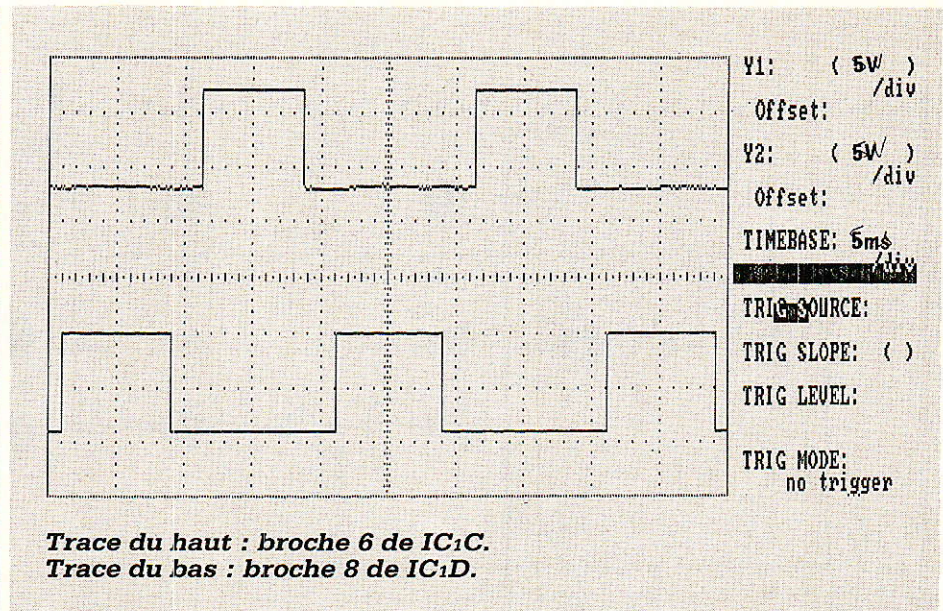 Y1: ( 5V )
/div
Offset:
Y2: ( 5V )
/div
Offset:
TIMEBASE: 5ms
/div
TRIG SOURCE:
TRIG SLOPE: ( )
TRIG LEVEL:
TRIG MODE:
no trigger
Trace du haut : broche 6 de IC1C.
Trace du bas : broche 8 de IC1D.